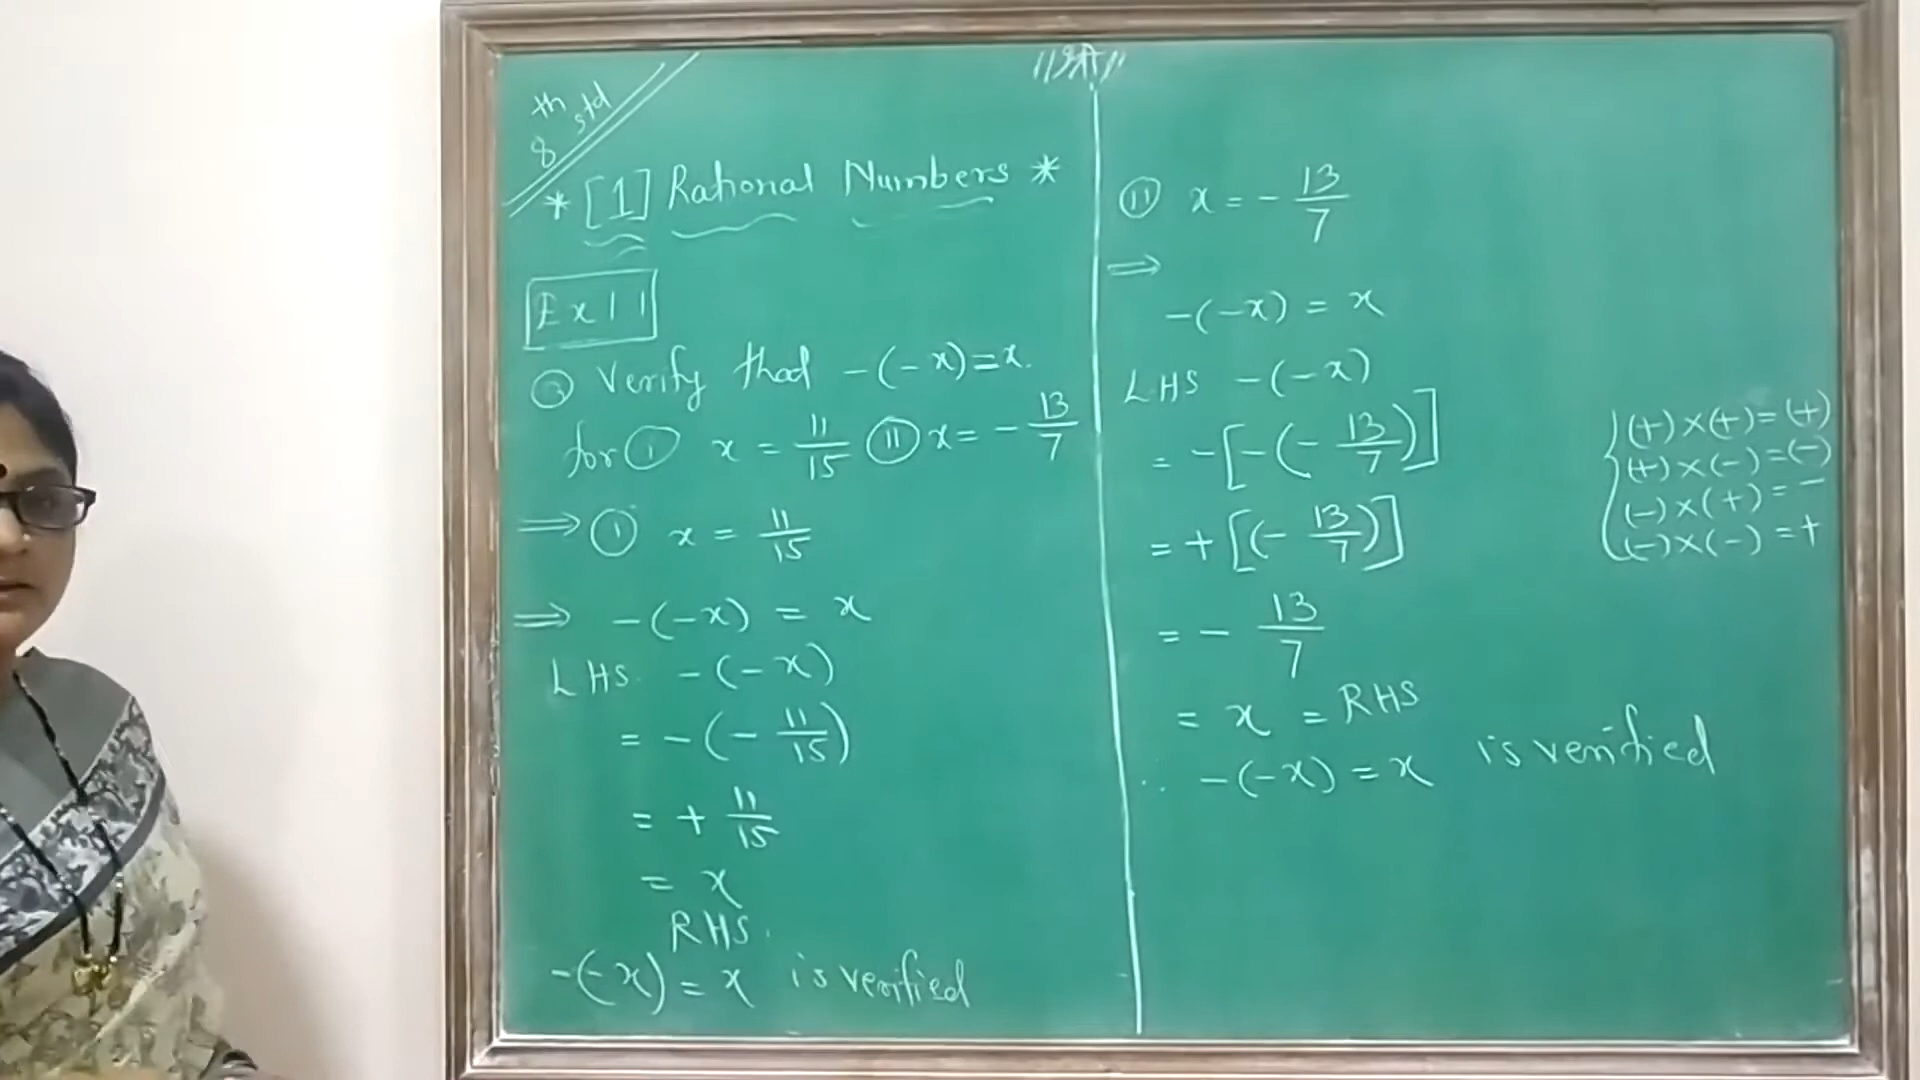 8th std
* [1] Rational Numbers *
Ex 1 1
Q Verify that -(-x)=x.
for (i) x = 11/15 (ii) x = - 13/7
⟹ (i) x = 11/15
⟹ -(-x) = x
LHS -(-x)
= -(- 11/15)
= + 11/15
= x
RHS.
-(-x) = x is verified
(ii) x = - 13/7
⟹
-(-x) = x
LHS -(-x)
= -[-(- 13/7)]
= +[(- 13/7)]
= - 13/7
= x = RHS
∴ -(-x) = x is verified
(+)×(+)=(+)
(+)×(-)=(-)
(-)×(+)=-
(-)×(-)=+